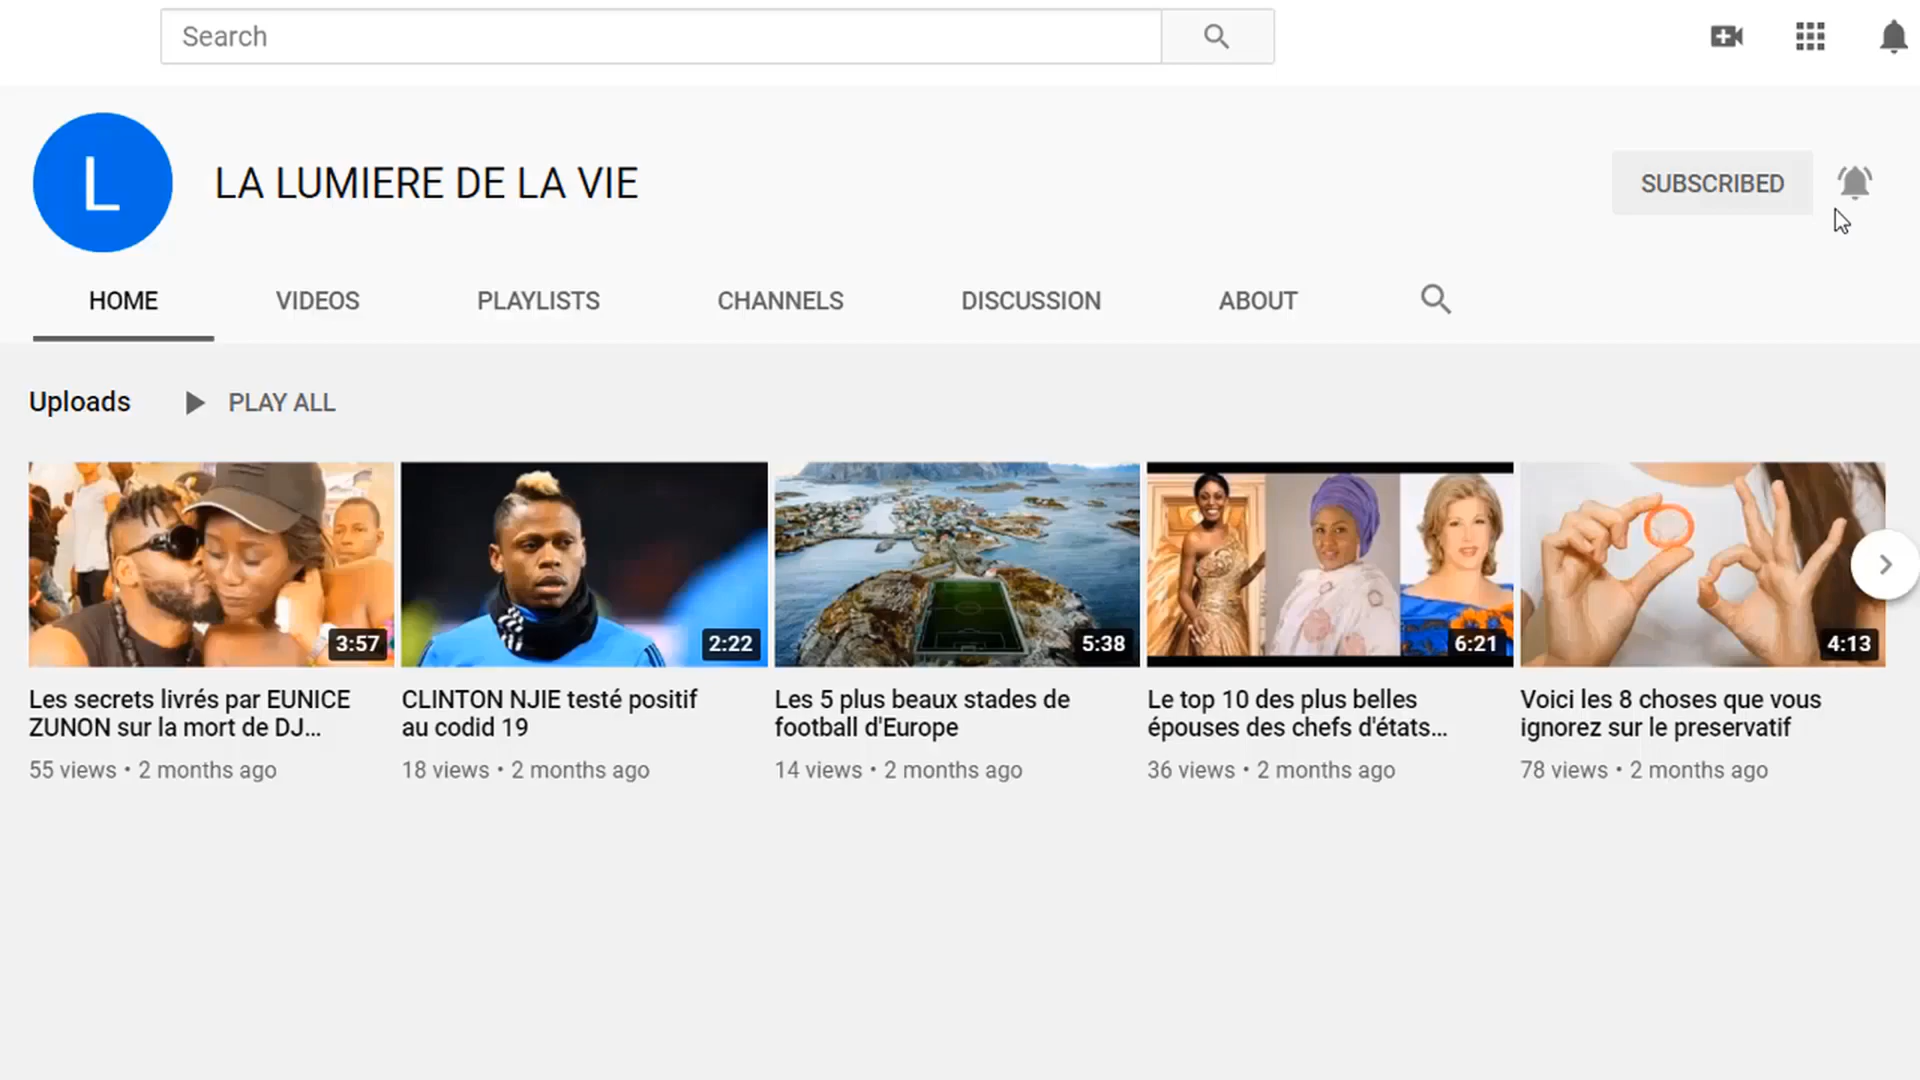 Search
L
LA LUMIERE DE LA VIE
SUBSCRIBED
HOME
VIDEOS
PLAYLISTS
CHANNELS
DISCUSSION
ABOUT
Uploads
PLAY ALL
3:57
2:22
5:38
6:21
4:13
Les secrets livrés par EUNICE
ZUNON sur la mort de DJ...
55 views • 2 months ago
CLINTON NJIE testé positif
au codid 19
18 views • 2 months ago
Les 5 plus beaux stades de
football d'Europe
14 views • 2 months ago
Le top 10 des plus belles
épouses des chefs d'états...
36 views • 2 months ago
Voici les 8 choses que vous
ignorez sur le preservatif
78 views • 2 months ago